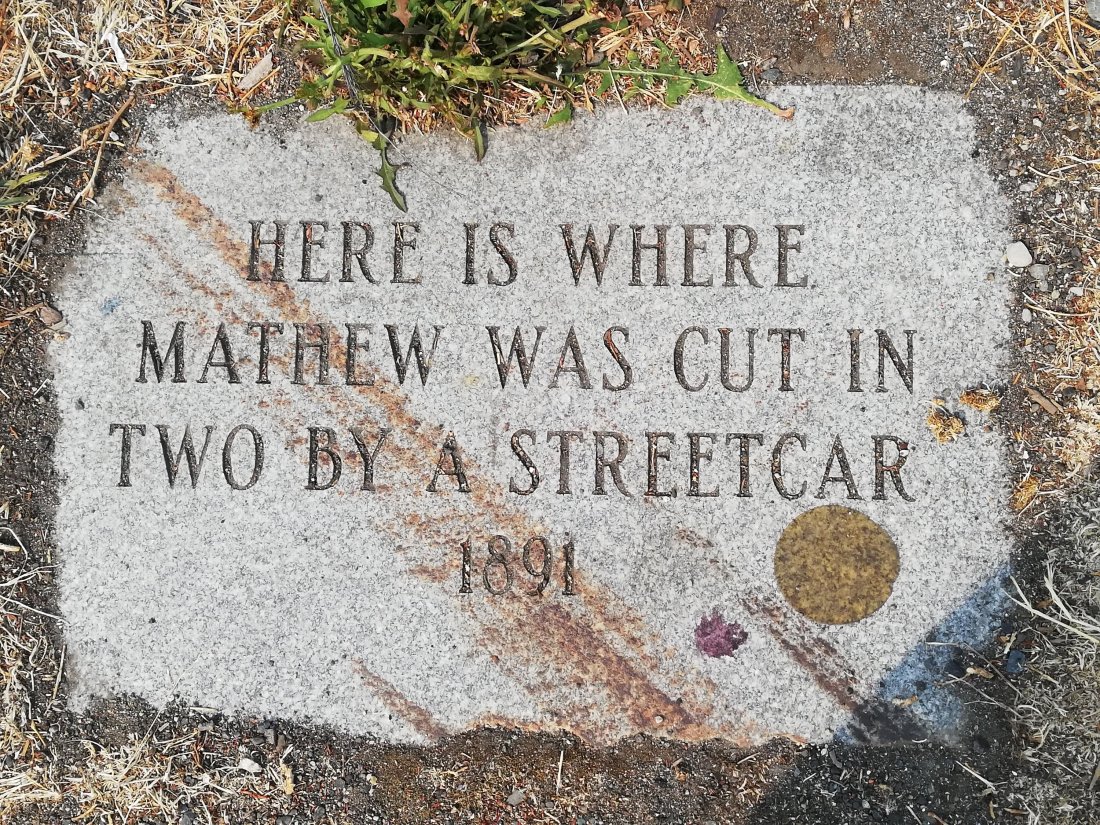 HERE IS WHERE
MATHEW WAS CUT IN
TWO BY A STREETCAR
1891